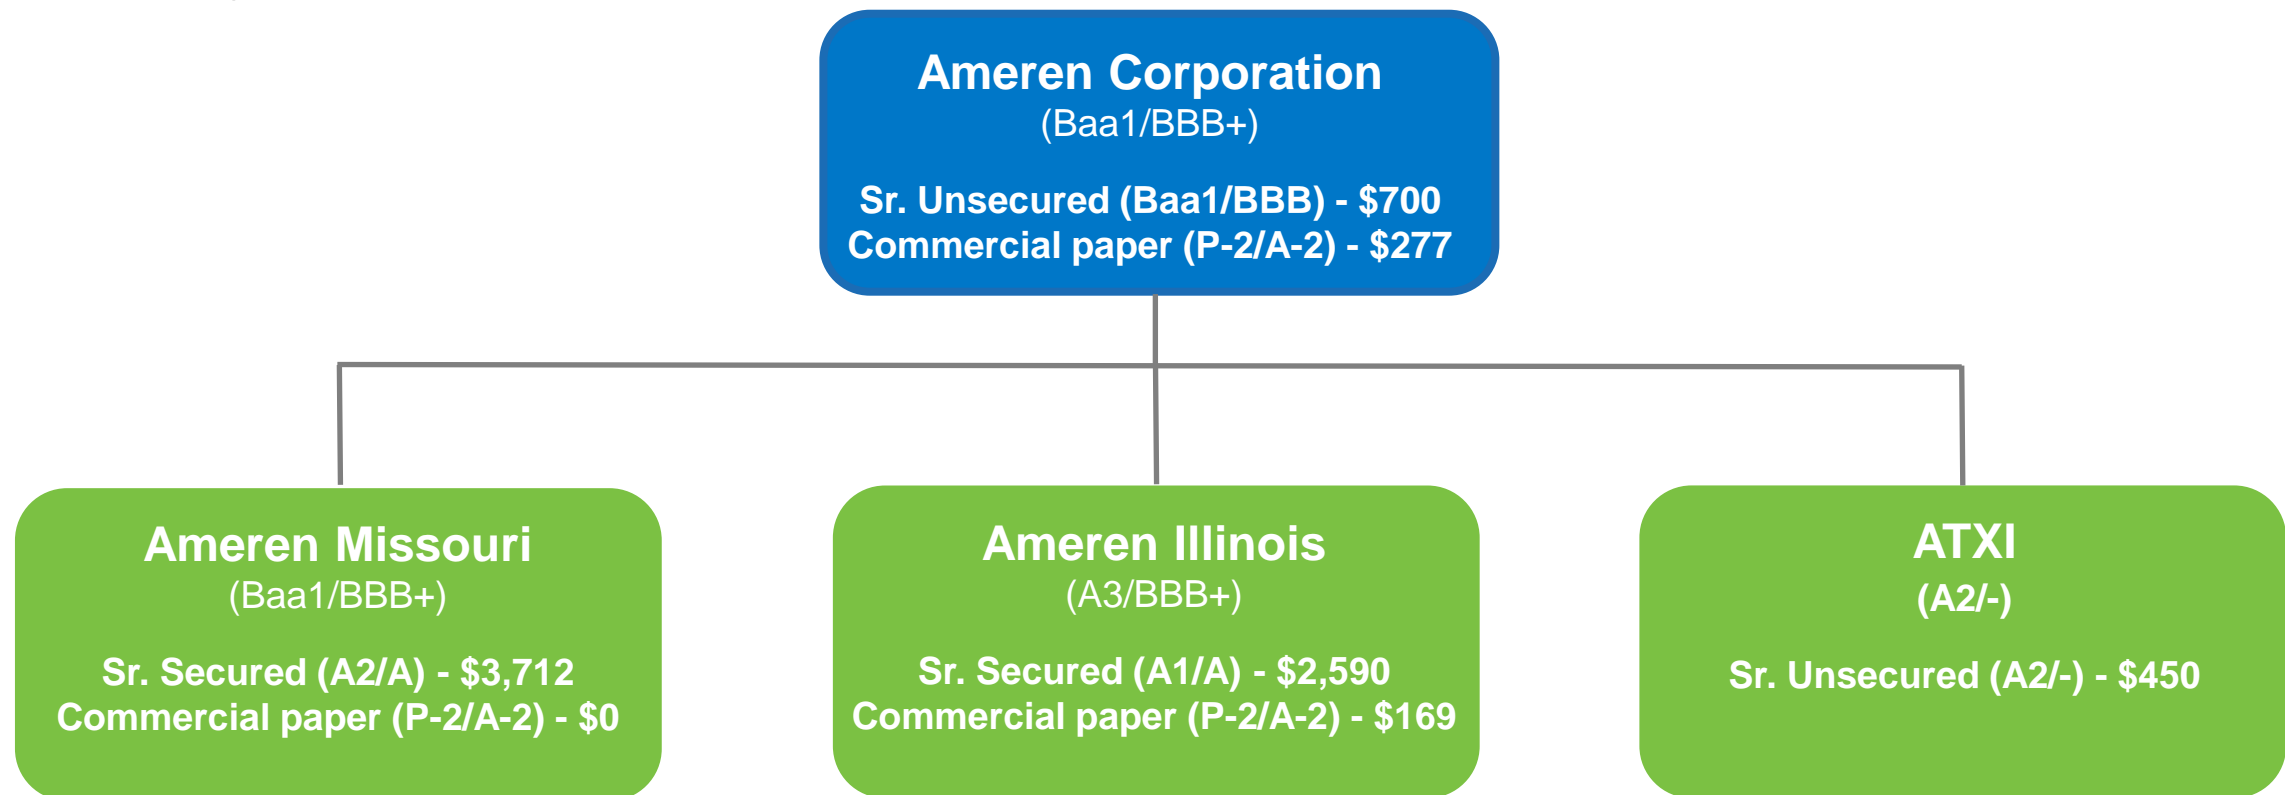 Ameren Corporation
(Baa1/BBB+)
Sr. Unsecured (Baa1/BBB) - $700
Commercial paper (P-2/A-2) - $277
Ameren Missouri
(Baa1/BBB+)
Sr. Secured (A2/A) - $3,712
Commercial paper (P-2/A-2) - $0
Ameren Illinois
(A3/BBB+)
Sr. Secured (A1/A) - $2,590
Commercial paper (P-2/A-2) - $169
ATXI
(A2/-)
Sr. Unsecured (A2/-) - $450